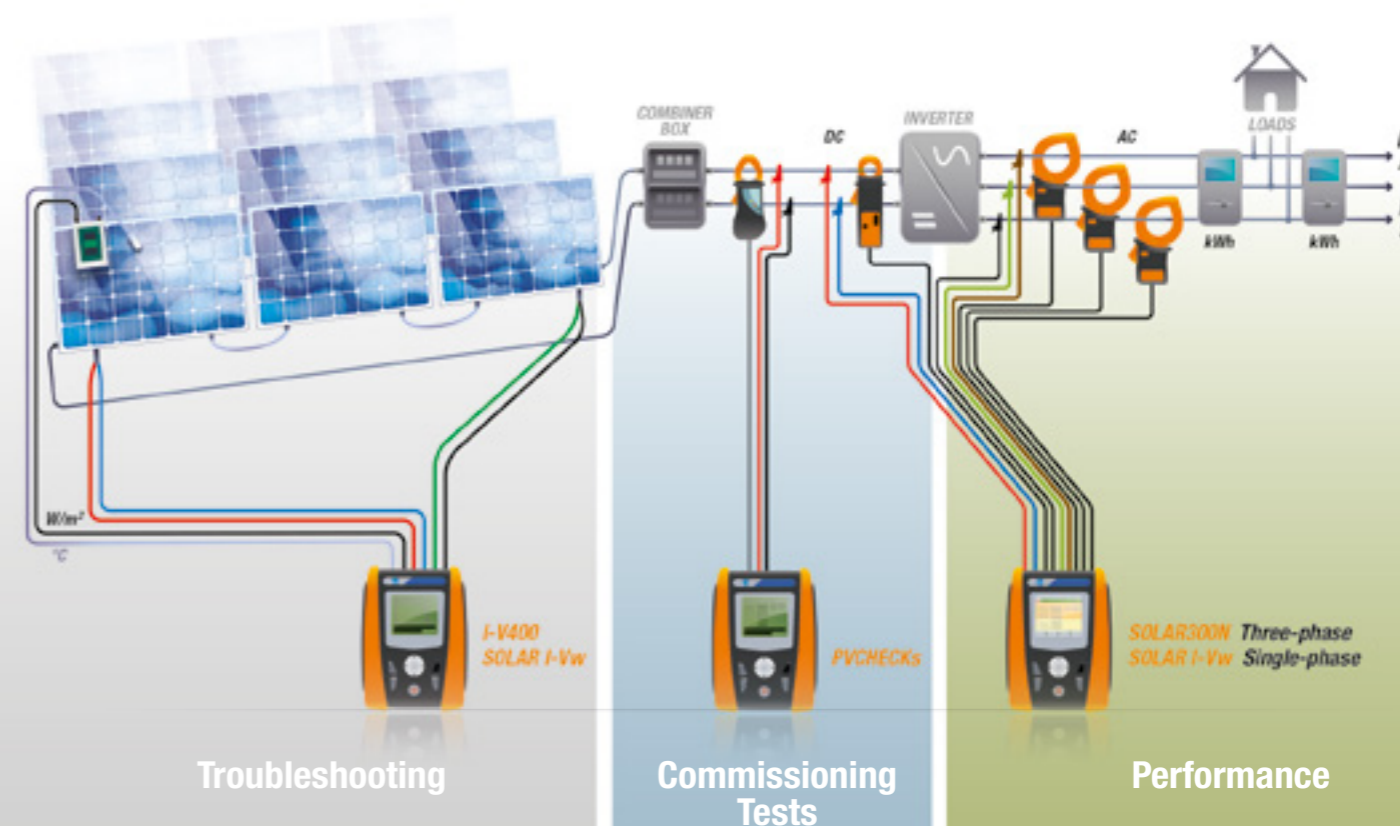 COMBINER
BOX
DC
INVERTER
AC
LOADS
kWh
kWh
W/m²
°C
I-V400
SOLAR I-Vw
PVCHECKs
SOLAR300N Three-phase
SOLAR I-Vw Single-phase
Troubleshooting
Commissioning
Tests
Performance